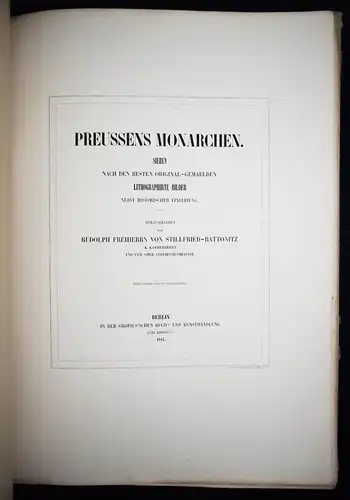 PREUSSENS MONARCHEN.
SIEBEN
NACH DEN BESTEN ORIGINAL-GEMAELDEN
LITHOGRAPHIRTE BILDER
NEBST HISTORISCHER EINLEITUNG.
HERAUSGEGEBEN
VON
RUDOLPH FREIHERRN VON STILLFRIED-RATTONITZ
K. KAMMERHERRN
UND VICE-OBER-CEREMONIENMEISTER.
BERLIN
IN DER GROPIUS'SCHEN BUCH- UND KUNSTHANDLUNG
1847.